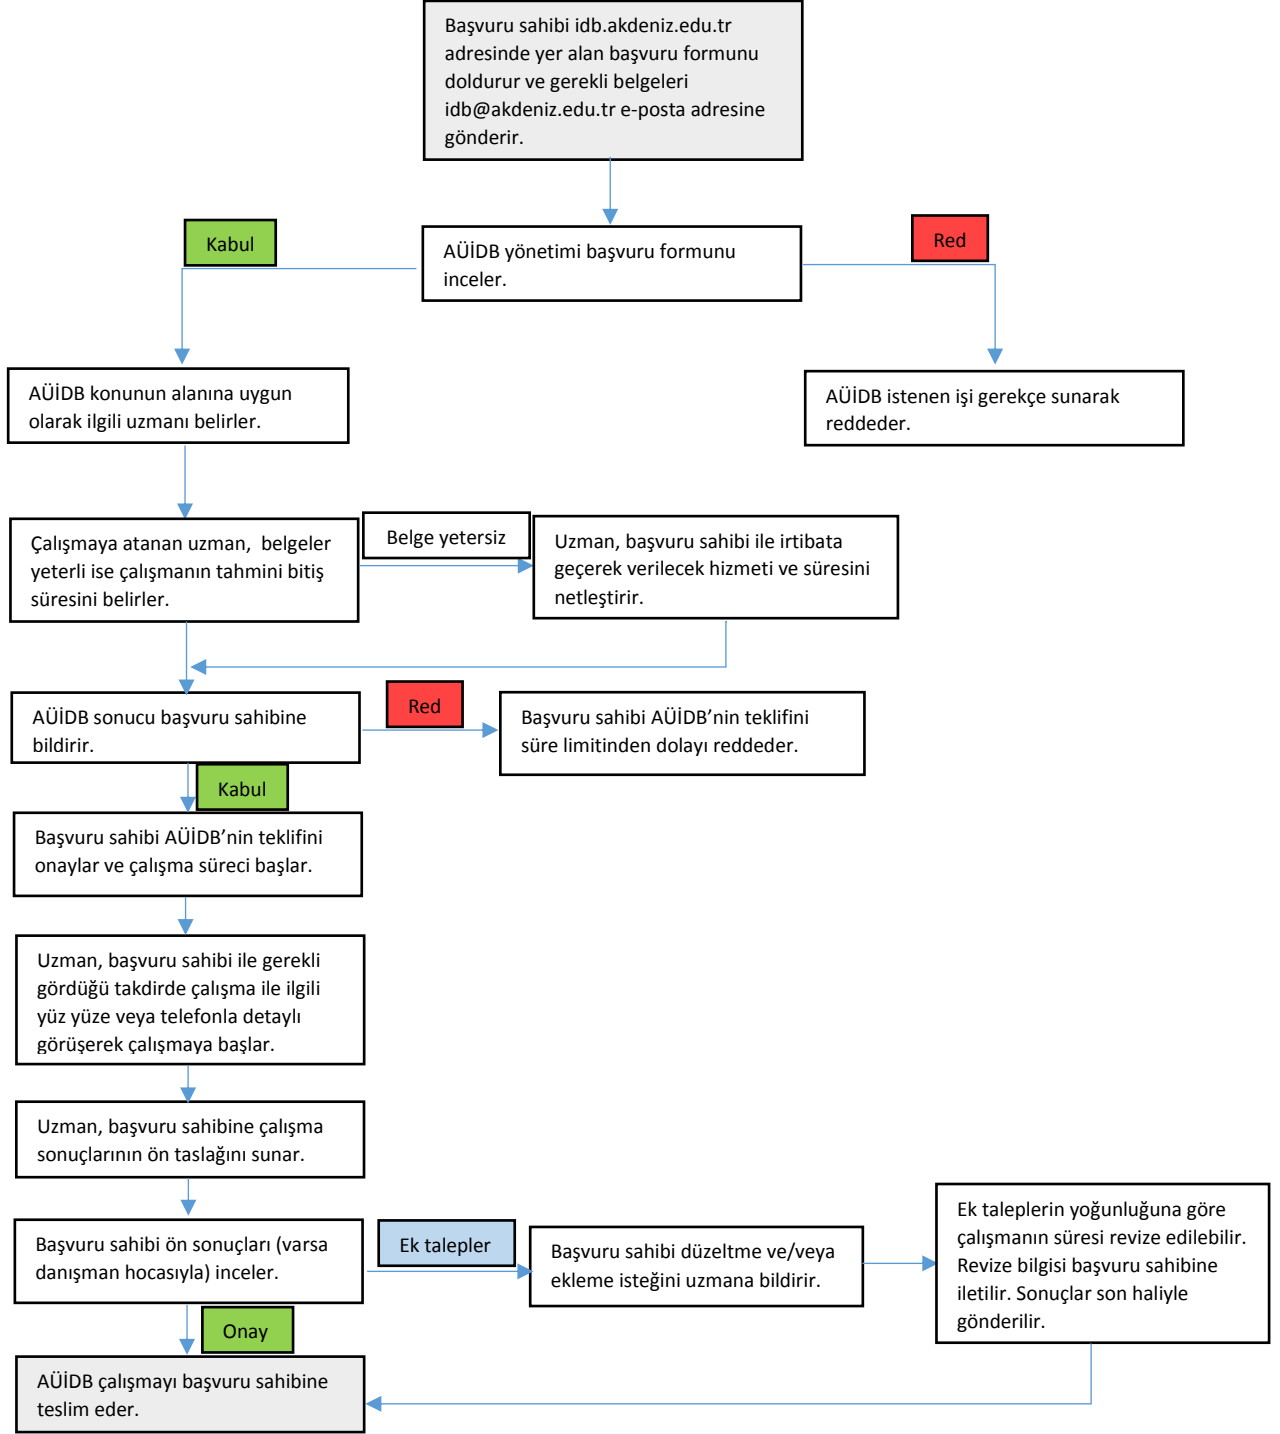 Başvuru sahibi idb.akdeniz.edu.tr
adresinde yer alan başvuru formunu
doldurur ve gerekli belgeleri
idb@akdeniz.edu.tr e-posta adresine
gönderir.
Kabul
Red
AÜİDB yönetimi başvuru formunu
inceler.
AÜİDB konunun alanına uygun
olarak ilgili uzmanı belirler.
AÜİDB istenen işi gerekçe sunarak
reddeder.
Çalışmaya atanan uzman,  belgeler
yeterli ise çalışmanın tahmini bitiş
süresini belirler.
Belge yetersiz
Uzman, başvuru sahibi ile irtibata
geçerek verilecek hizmeti ve süresini
netleştirir.
AÜİDB sonucu başvuru sahibine
bildirir.
Red
Başvuru sahibi AÜİDB’nin teklifini
süre limitinden dolayı reddeder.
Kabul
Başvuru sahibi AÜİDB’nin teklifini
onaylar ve çalışma süreci başlar.
Uzman, başvuru sahibi ile gerekli
gördüğü takdirde çalışma ile ilgili
yüz yüze veya telefonla detaylı
görüşerek çalışmaya başlar.
Uzman, başvuru sahibine çalışma
sonuçlarının ön taslağını sunar.
Başvuru sahibi ön sonuçları (varsa
danışman hocasıyla) inceler.
Ek talepler
Başvuru sahibi düzeltme ve/veya
ekleme isteğini uzmana bildirir.
Ek taleplerin yoğunluğuna göre
çalışmanın süresi revize edilebilir.
Revize bilgisi başvuru sahibine
iletilir. Sonuçlar son haliyle
gönderilir.
Onay
AÜİDB çalışmayı başvuru sahibine
teslim eder.